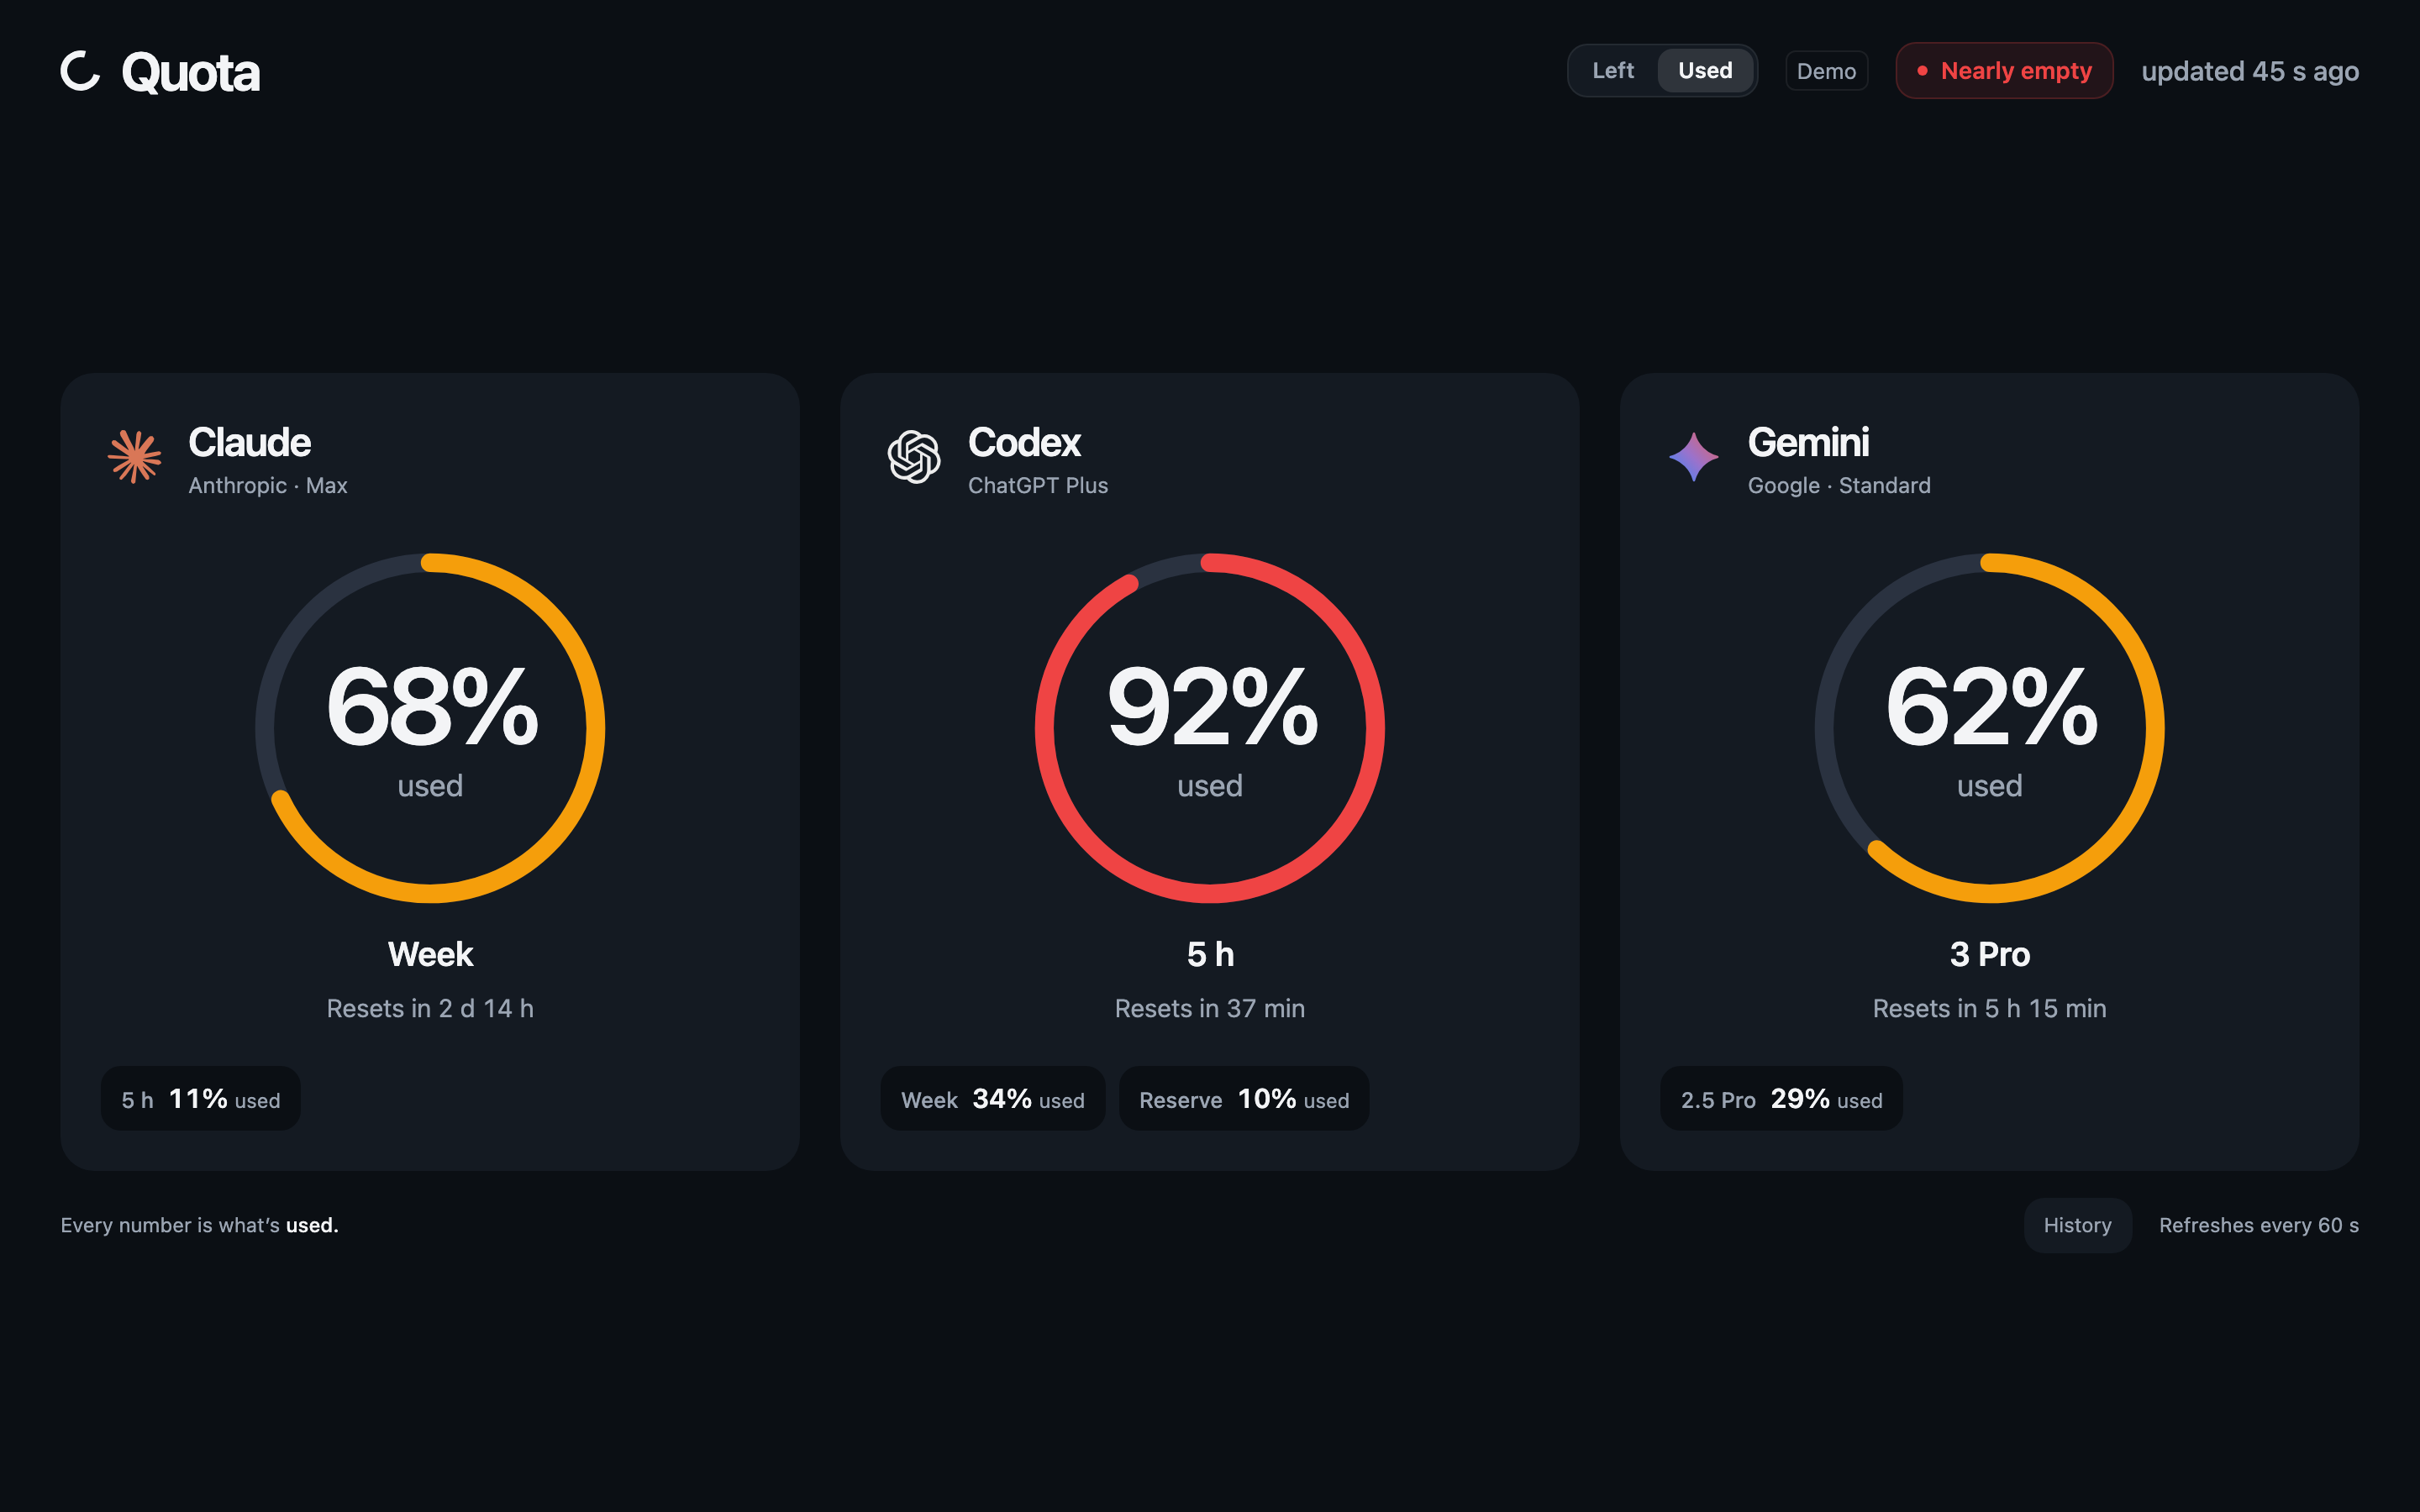 Quota
Left Used Demo Nearly empty updated 45 s ago
Claude
Anthropic · Max
68%
used
Week
Resets in 2 d 14 h
5 h 11% used
Codex
ChatGPT Plus
92%
used
5 h
Resets in 37 min
Week 34% used Reserve 10% used
Gemini
Google · Standard
62%
used
3 Pro
Resets in 5 h 15 min
2.5 Pro 29% used
Every number is what’s used.
History Refreshes every 60 s